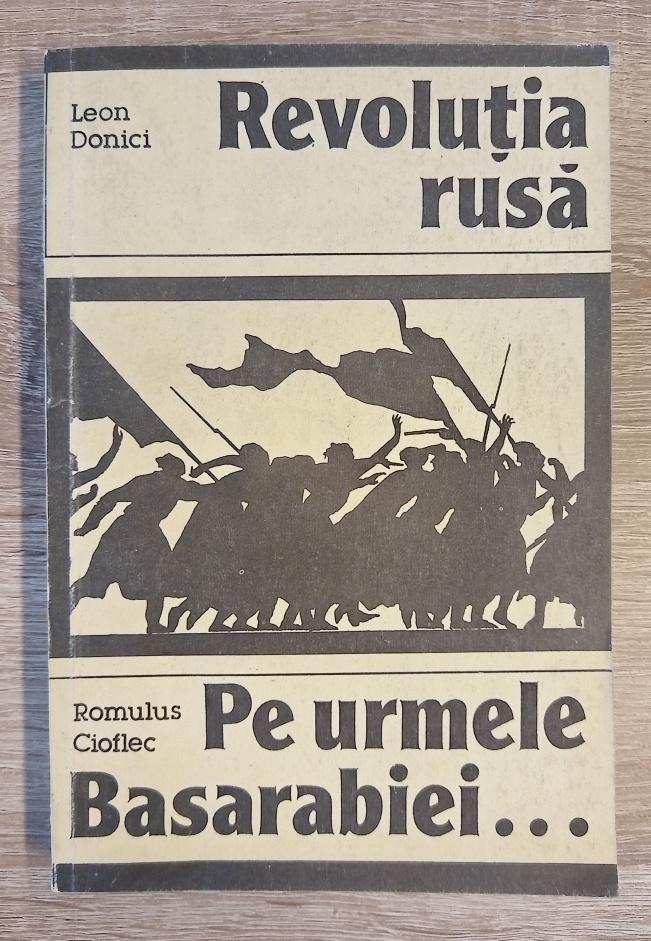 Leon
Donici
Revoluția
rusă
Romulus
Cioflec
Pe urmele
Basarabiei...